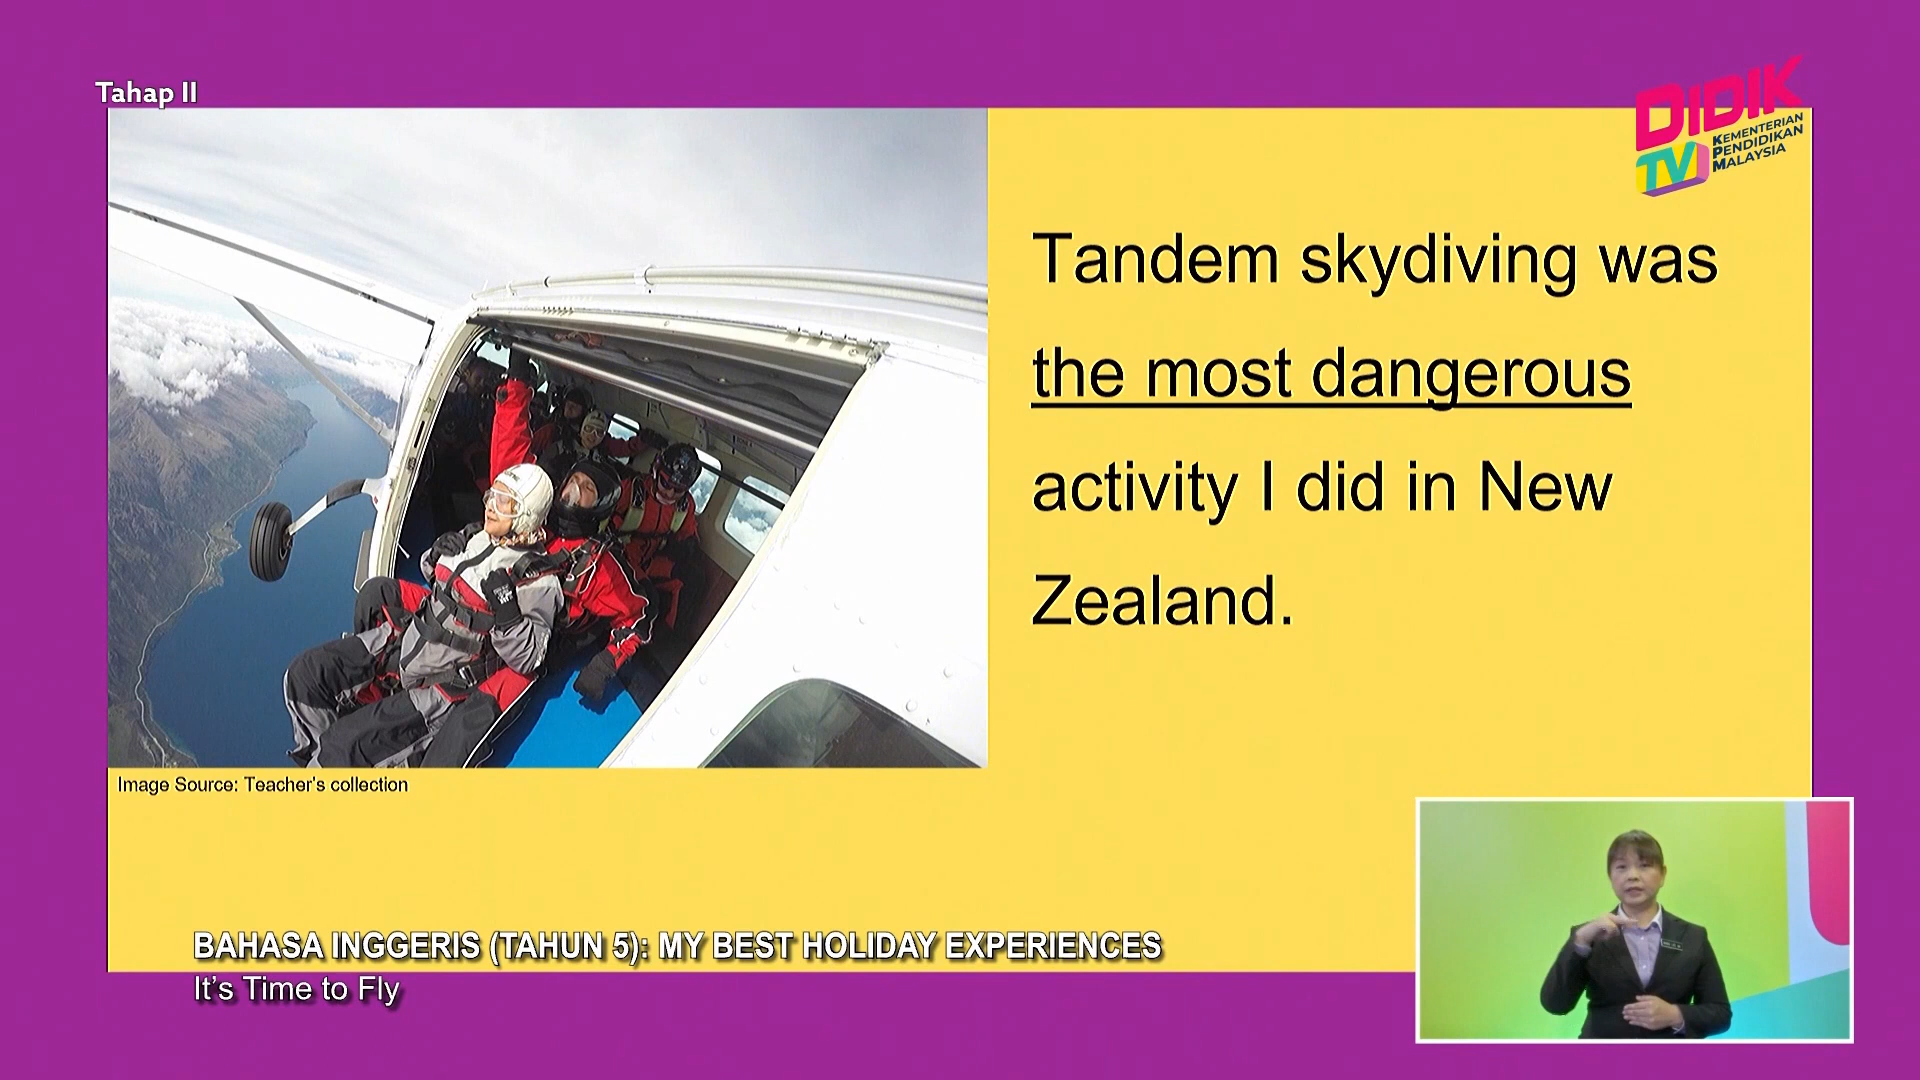 Tahap II
DIDIK
TV
KEMENTERIAN
PENDIDIKAN
MALAYSIA
Tandem skydiving was
the most dangerous
activity I did in New
Zealand.
Image Source: Teacher's collection
BAHASA INGGERIS (TAHUN 5): MY BEST HOLIDAY EXPERIENCES
It's Time to Fly